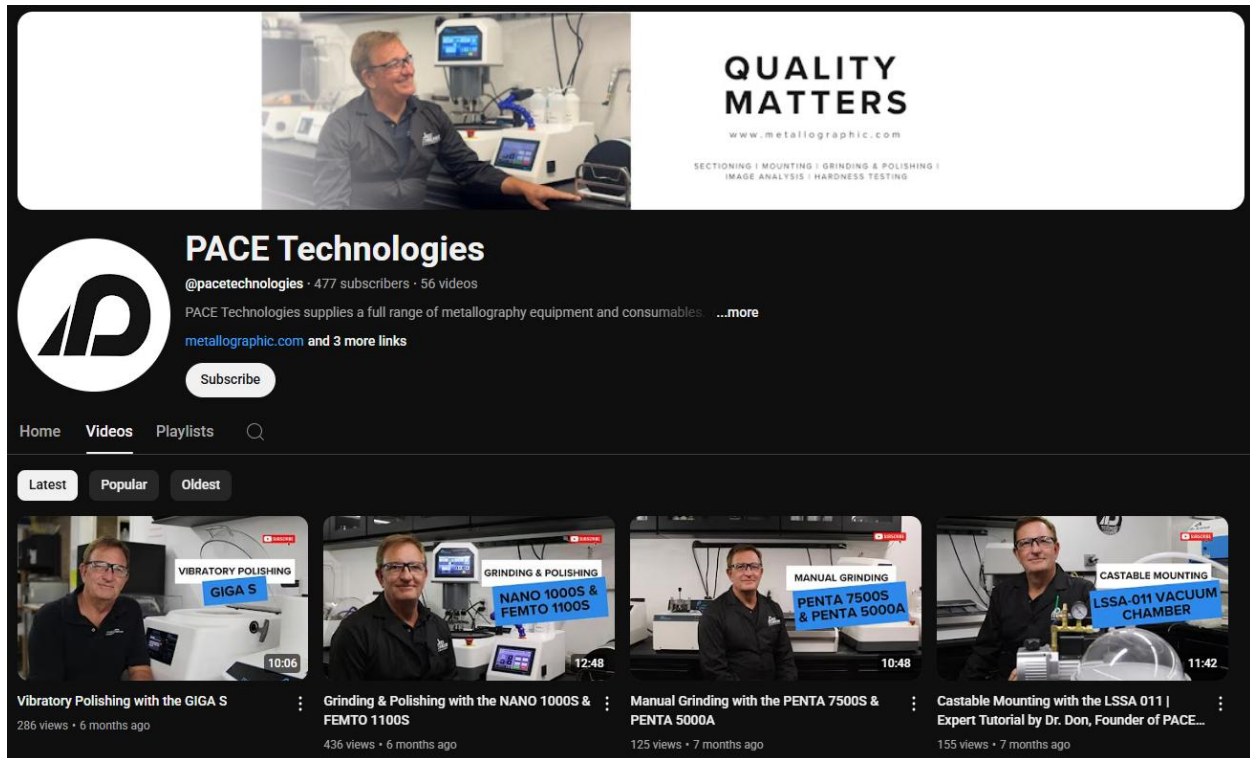 QUALITY
MATTERS
www.metallographic.com
SECTIONING | MOUNTING | GRINDING & POLISHING |
IMAGE ANALYSIS | HARDNESS TESTING
PACE Technologies
@pacetechnologies · 477 subscribers · 56 videos
PACE Technologies supplies a full range of metallography equipment and consumables. ...more
metallographic.com and 3 more links
Subscribe
Home Videos Playlists
Latest Popular Oldest
SUBSCRIBE
VIBRATORY POLISHING
GIGA S
10:06
SUBSCRIBE
GRINDING & POLISHING
NANO 1000S &
FEMTO 1100S
12:48
SUBSCRIBE
MANUAL GRINDING
PENTA 7500S
& PENTA 5000A
10:48
SUBSCRIBE
CASTABLE MOUNTING
LSSA-011 VACUUM
CHAMBER
11:42
Vibratory Polishing with the GIGA S
286 views • 6 months ago
Grinding & Polishing with the NANO 1000S &
FEMTO 1100S
436 views • 6 months ago
Manual Grinding with the PENTA 7500S &
PENTA 5000A
125 views • 7 months ago
Castable Mounting with the LSSA 011 |
Expert Tutorial by Dr. Don, Founder of PACE...
155 views • 7 months ago